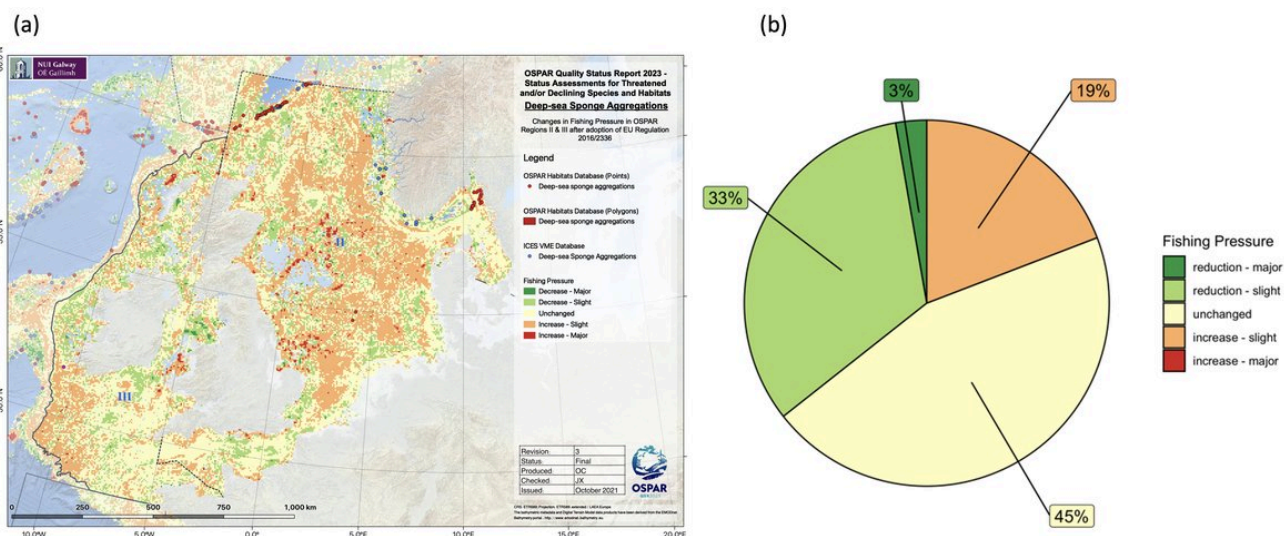 (a)
(b)
NUI Galway
OÉ Gaillimh
OSPAR Quality Status Report 2023 -
Status Assessments for Threatened
and/or Declining Species and Habitats
Deep-sea Sponge Aggregations
Changes in Fishing Pressure in OSPAR
Regions II & III after adoption of EU Regulation
2016/2336
Legend
OSPAR Habitats Database (Points)
Deep-sea sponge aggregations
OSPAR Habitats Database (Polygons)
Deep-sea sponge aggregations
ICES VME Database
Deep-sea Sponge Aggregations
Fishing Pressure
Decrease - Major
Decrease - Slight
Unchanged
Increase - Slight
Increase - Major
II
III
Revision: 3
Status: Final
Produced: OC
Checked: JX
Issued: October 2021
OSPAR
0 250 500 750 1,000 km
10.0°W 5.0°W 0.0° 5.0°E 10.0°E 15.0°E 20.0°E
3%
19%
33%
45%
Fishing Pressure
reduction - major
reduction - slight
unchanged
increase - slight
increase - major